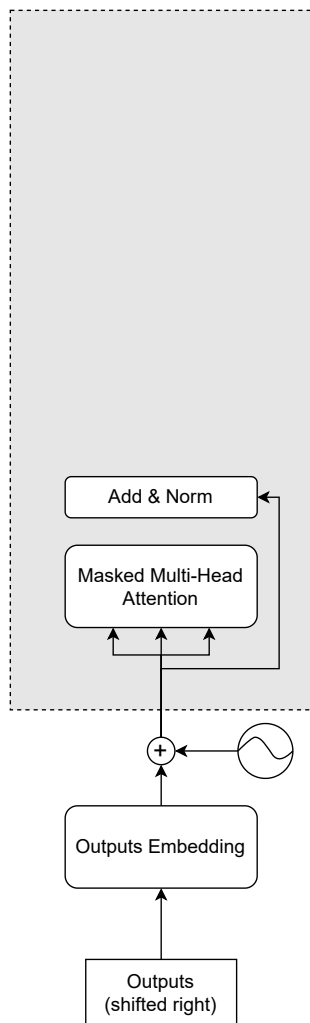 Add & Norm
Masked Multi-Head
Attention
+
Outputs Embedding
Outputs
(shifted right)